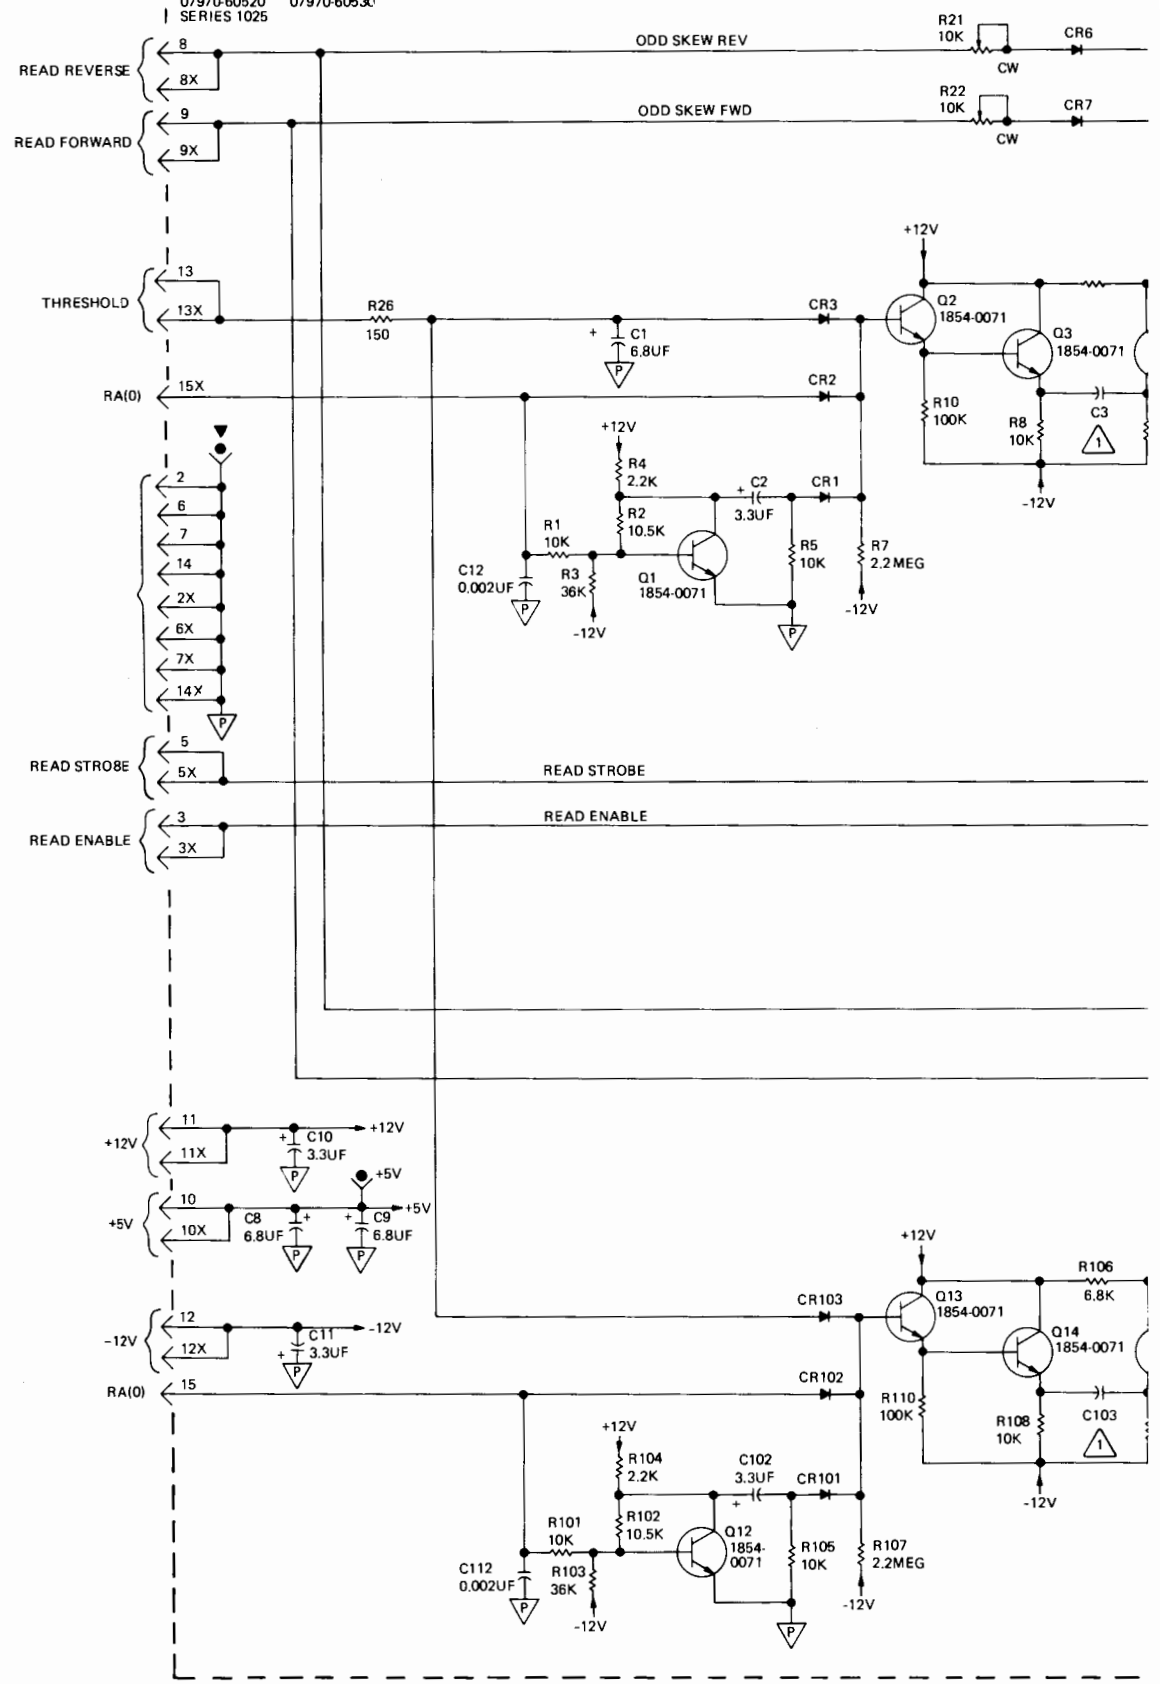 07970-60520 07970-60530
SERIES 1025
8
READ REVERSE
8X
ODD SKEW REV
R21
10K
CW
CR6
9
READ FORWARD
9X
ODD SKEW FWD
R22
10K
CW
CR7
13
THRESHOLD
13X
R26
150
+
C1
6.8UF
P
CR3
+12V
Q2
1854-0071
Q3
1854-0071
RA(0)
15X
CR2
R10
100K
R8
10K
C3
1
-12V
+12V
R4
2.2K
R2
10.5K
+
C2
3.3UF
CR1
R1
10K
C12
0.002UF
P
R3
36K
-12V
Q1
1854-0071
R5
10K
P
R7
2.2MEG
-12V
2
6
7
14
2X
6X
7X
14X
P
5
READ STROBE
5X
READ STROBE
3
READ ENABLE
3X
READ ENABLE
11
+12V
11X
+
C10
3.3UF
P
+12V
10
+5V
10X
C8
6.8UF
+
P
+
C9
6.8UF
P
+5V
+5V
12
-12V
12X
+
C11
3.3UF
P
-12V
RA(0)
15
CR103
+12V
Q13
1854-0071
R106
6.8K
Q14
1854-0071
CR102
R110
100K
R108
10K
C103
1
-12V
+12V
R104
2.2K
R102
10.5K
C102
3.3UF
+
CR101
R101
10K
C112
0.002UF
P
R103
36K
-12V
Q12
1854-
0071
R105
10K
P
R107
2.2MEG
-12V